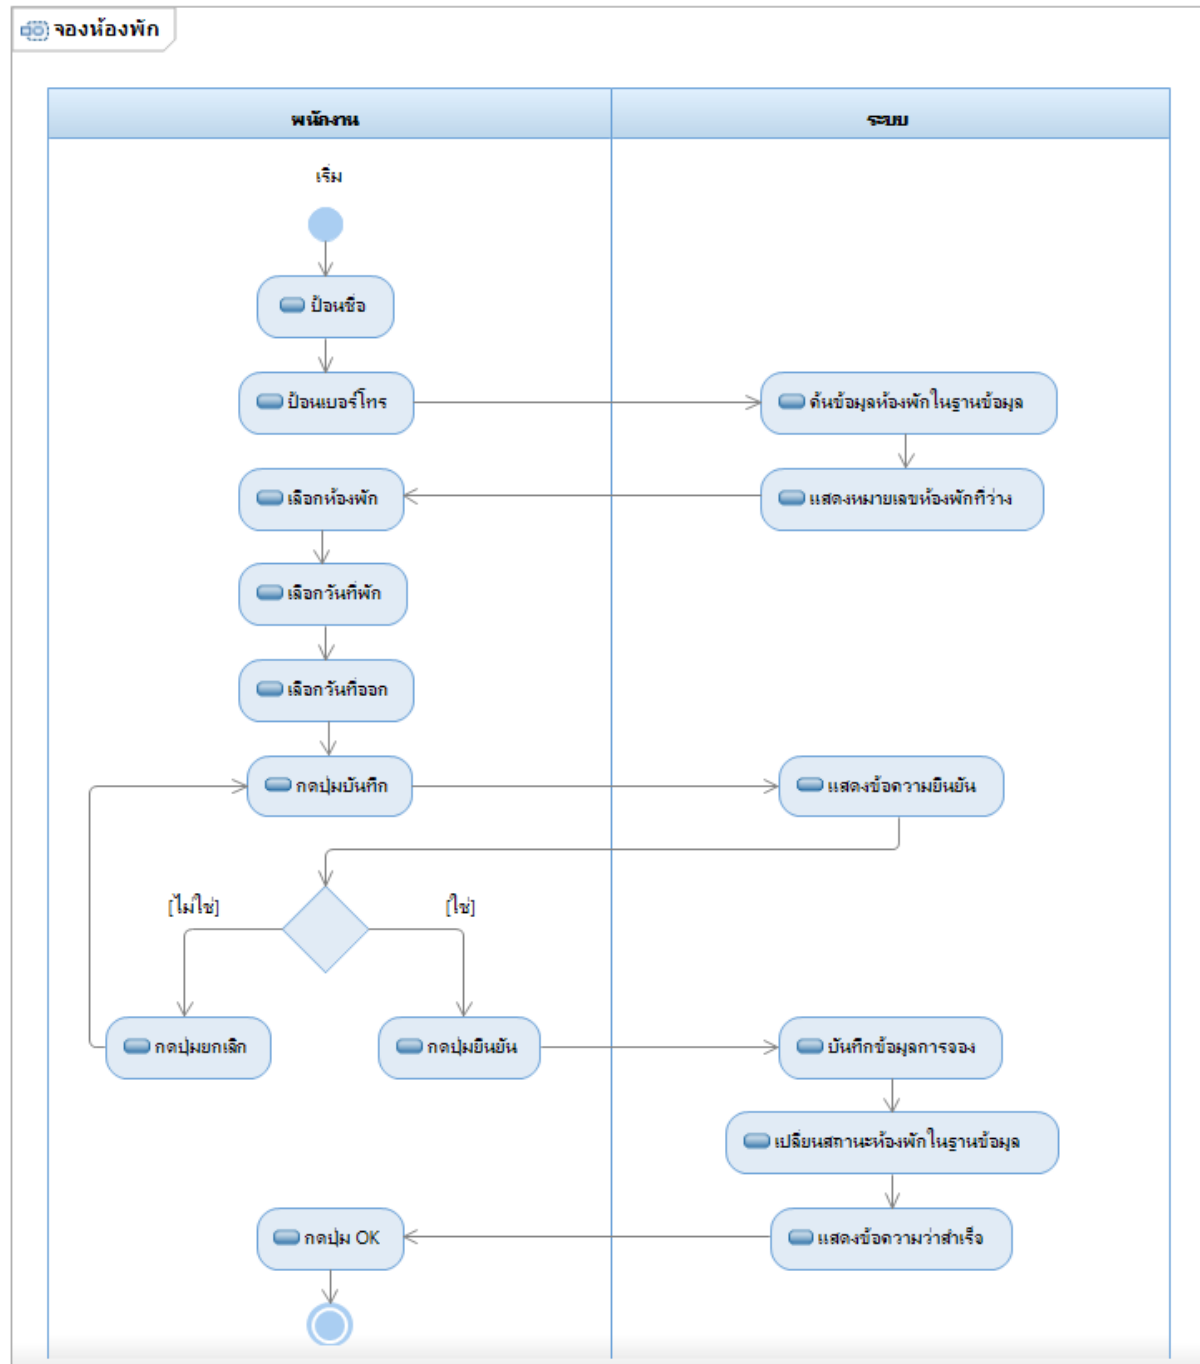 จองห้องพัก
พนักงาน
ระบบ
เริ่ม
ป้อนชื่อ
ป้อนเบอร์โทร
ค้นข้อมูลห้องพักในฐานข้อมูล
เลือกห้องพัก
แสดงหมายเลขห้องพักที่ว่าง
เลือกวันที่พัก
เลือกวันที่ออก
กดปุ่มบันทึก
แสดงข้อความยืนยัน
[ไม่ใช่]
[ใช่]
กดปุ่มยกเลิก
กดปุ่มยืนยัน
บันทึกข้อมูลการจอง
เปลี่ยนสถานะห้องพักในฐานข้อมูล
กดปุ่ม OK
แสดงข้อความว่าสำเร็จ